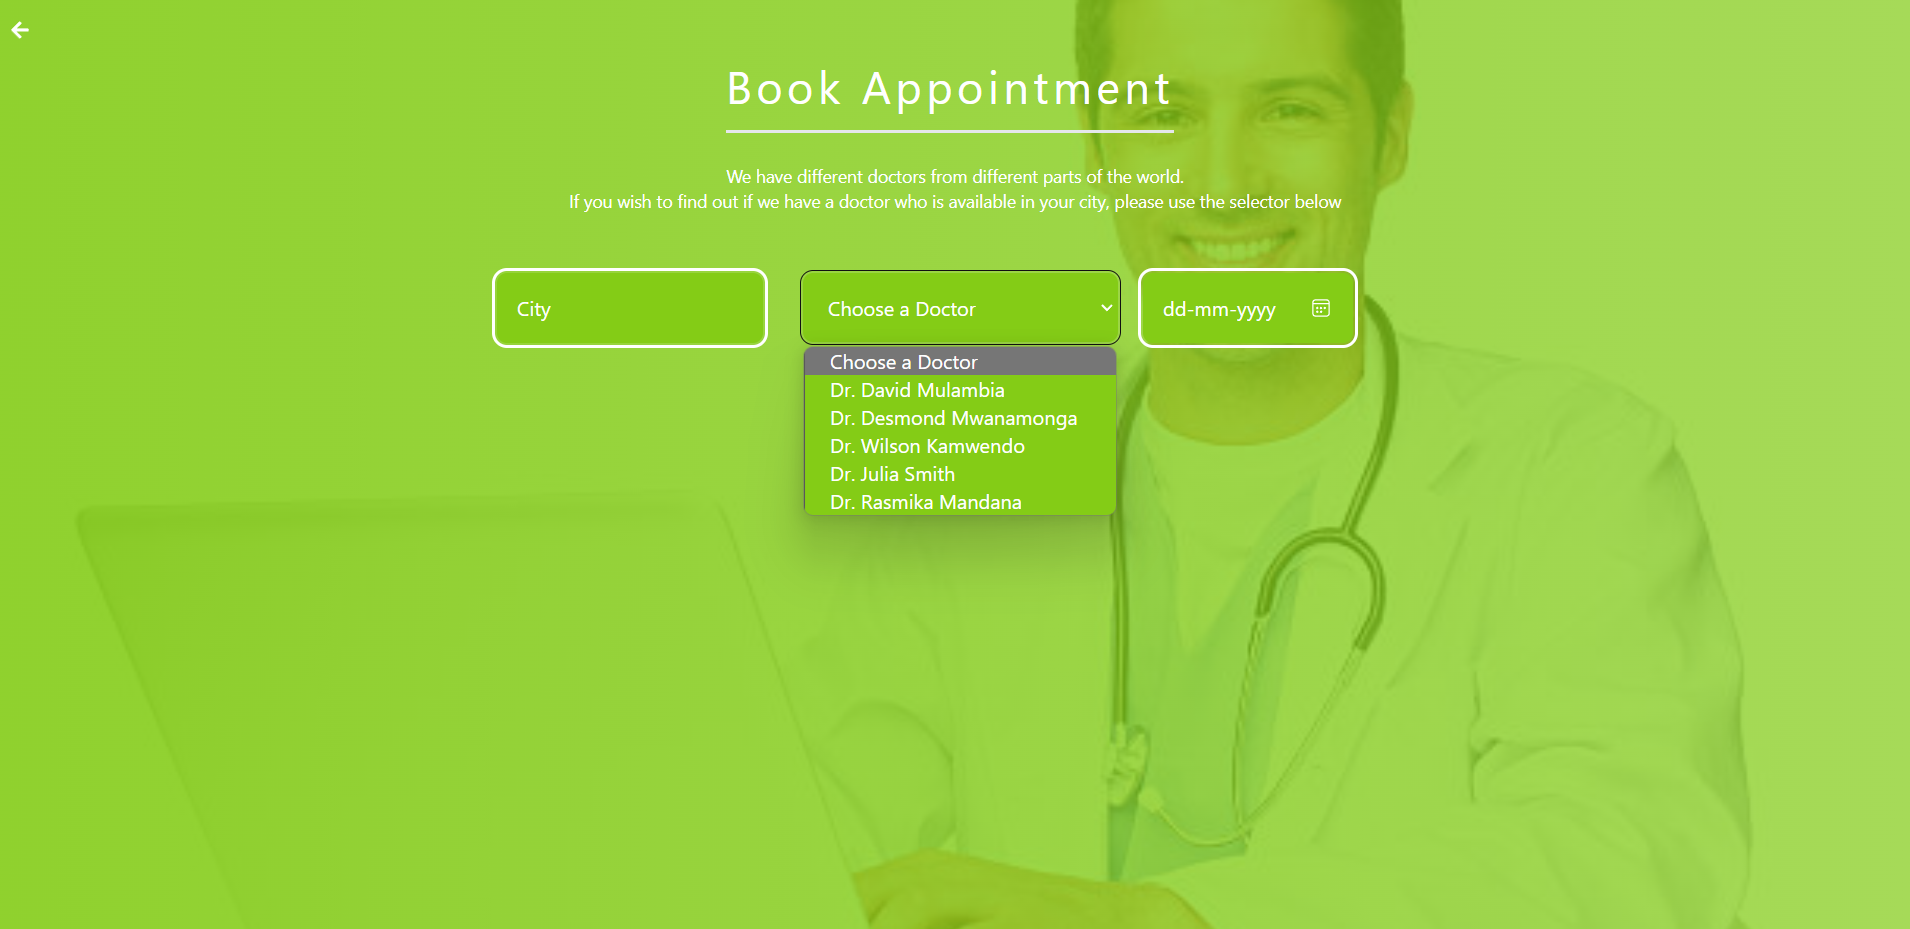 Book Appointment
We have different doctors from different parts of the world.
If you wish to find out if we have a doctor who is available in your city, please use the selector below
City
Choose a Doctor
dd-mm-yyyy
Choose a Doctor
Dr. David Mulambia
Dr. Desmond Mwanamonga
Dr. Wilson Kamwendo
Dr. Julia Smith
Dr. Rasmika Mandana